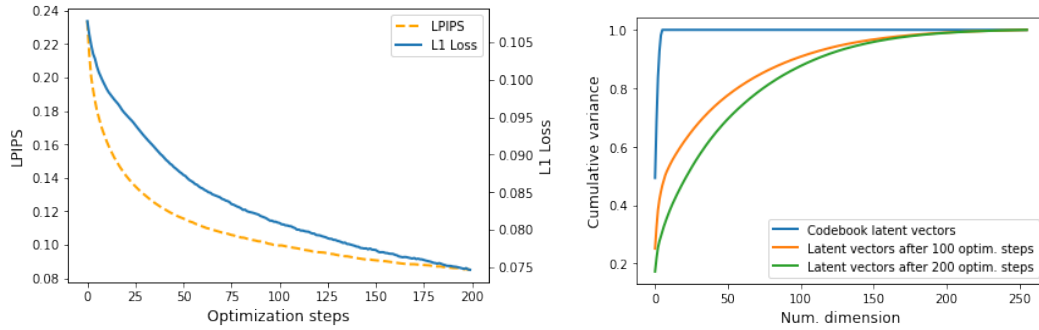 LPIPS
L1 Loss
0.24
0.22
0.20
0.18
0.16
0.14
0.12
0.10
0.08
LPIPS
0.105
0.100
0.095
0.090
0.085
0.080
0.075
L1 Loss
0 25 50 75 100 125 150 175 200
Optimization steps
1.0
0.8
0.6
0.4
0.2
Cumulative variance
Codebook latent vectors
Latent vectors after 100 optim. steps
Latent vectors after 200 optim. steps
0 50 100 150 200 250
Num. dimension